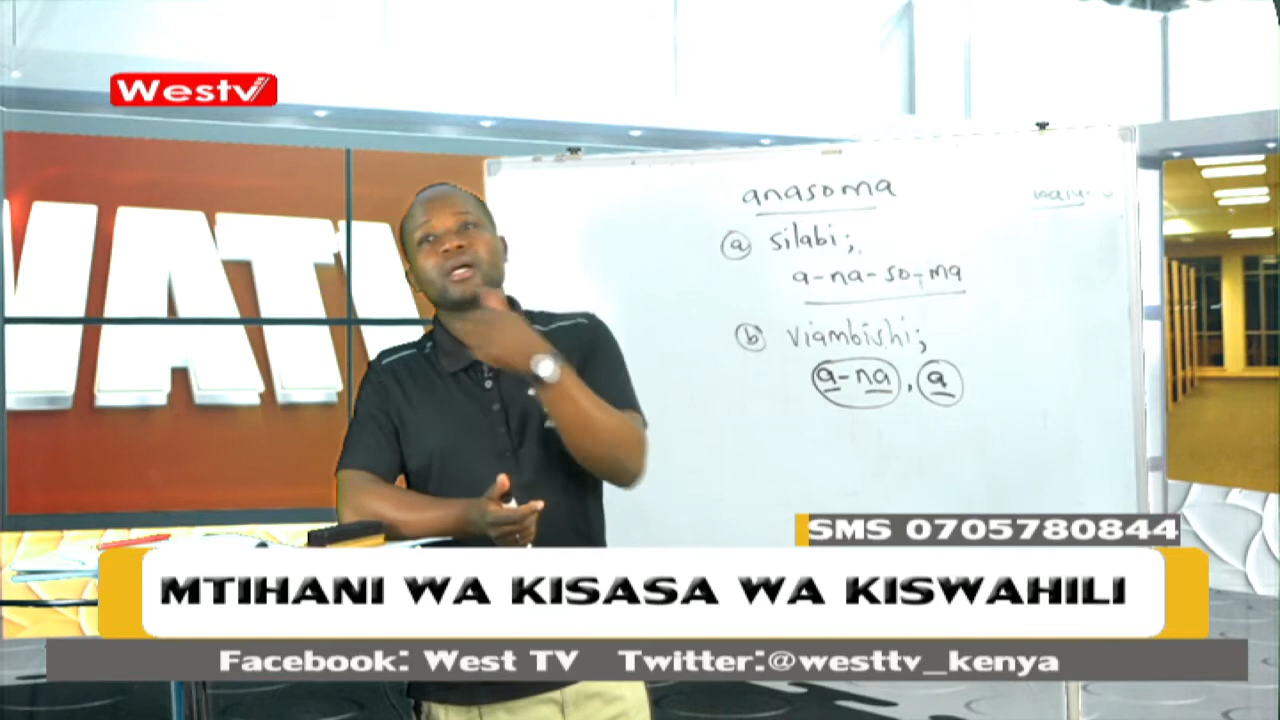 Westv
VATV
anasoma
(a) silabi;
a-na-so-ma
(b) viambishi;
a-na, a
SMS 0705780844
MTIHANI WA KISASA WA KISWAHILI
Facebook: West TV Twitter:@westtv_kenya